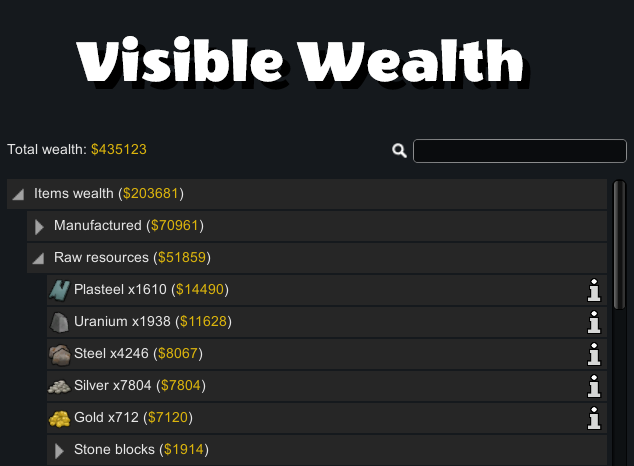 Visible Wealth
Total wealth: $435123
Items wealth ($203681)
Manufactured ($70961)
Raw resources ($51859)
Plasteel x1610 ($14490)
Uranium x1938 ($11628)
Steel x4246 ($8067)
Silver x7804 ($7804)
Gold x712 ($7120)
Stone blocks ($1914)